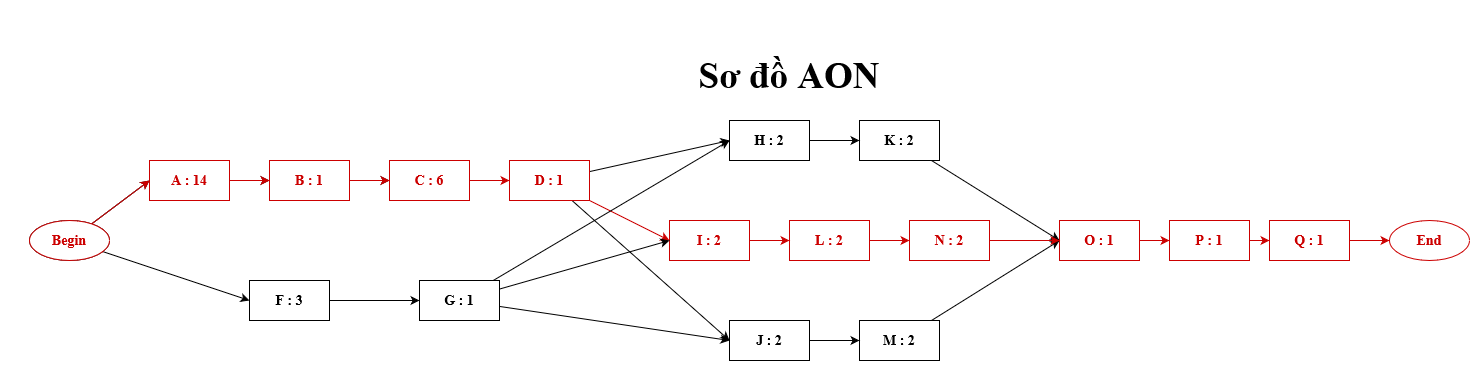 Sơ đồ AON
H : 2
K : 2
A : 14
B : 1
C : 6
D : 1
Begin
I : 2
L : 2
N : 2
O : 1
P : 1
Q : 1
End
F : 3
G : 1
J : 2
M : 2